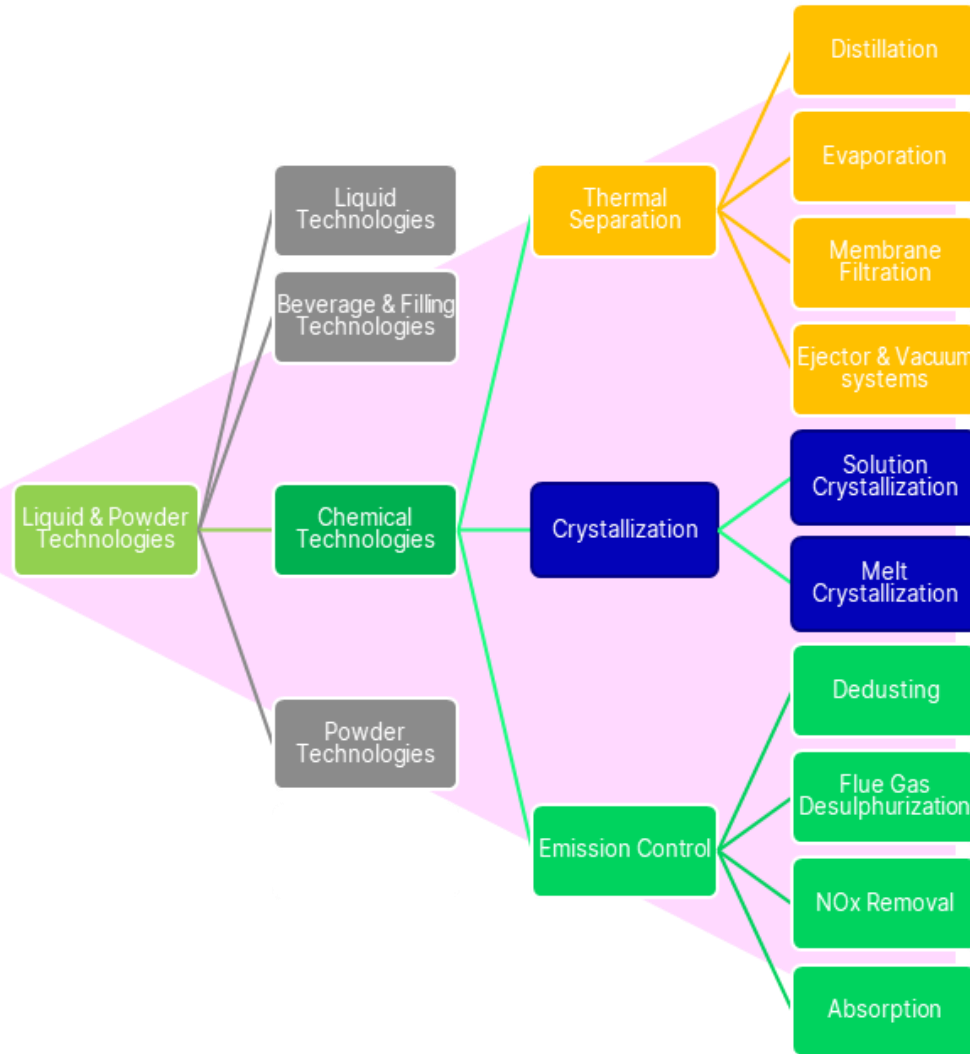 Distillation
Evaporation
Membrane
Filtration
Ejector & Vacuum
systems
Thermal
Separation
Liquid
Technologies
Beverage & Filling
Technologies
Solution
Crystallization
Melt
Crystallization
Crystallization
Liquid & Powder
Technologies
Chemical
Technologies
Dedusting
Flue Gas
Desulphurization
NOx Removal
Absorption
Emission Control
Powder
Technologies